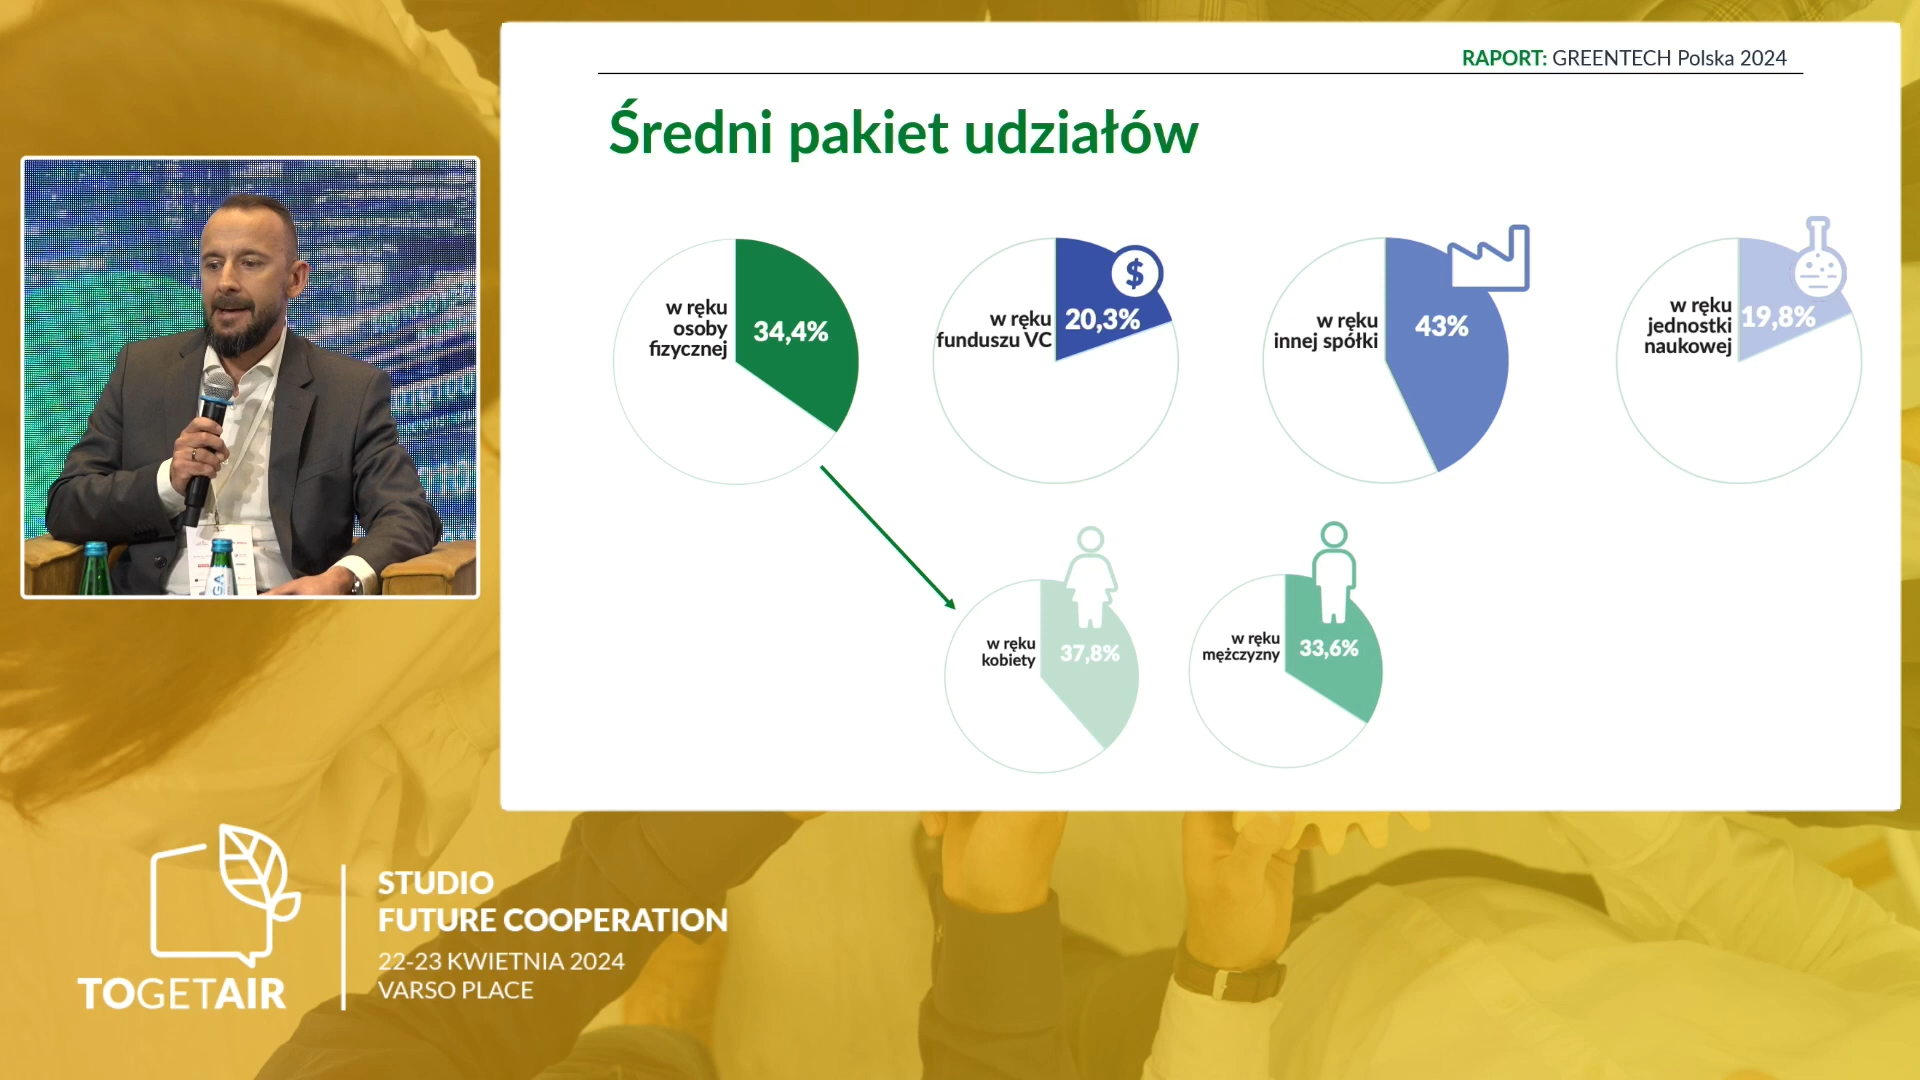 RAPORT: GREENTECH Polska 2024
Średni pakiet udziałów
w ręku
osoby
fizycznej
34,4%
w ręku
funduszu VC
$
20,3%
w ręku
innej spółki
43%
w ręku
jednostki
naukowej
19,8%
w ręku
kobiety
37,8%
w ręku
mężczyzny
33,6%
TOGETAIR
STUDIO
FUTURE COOPERATION
22-23 KWIETNIA 2024
VARSO PLACE